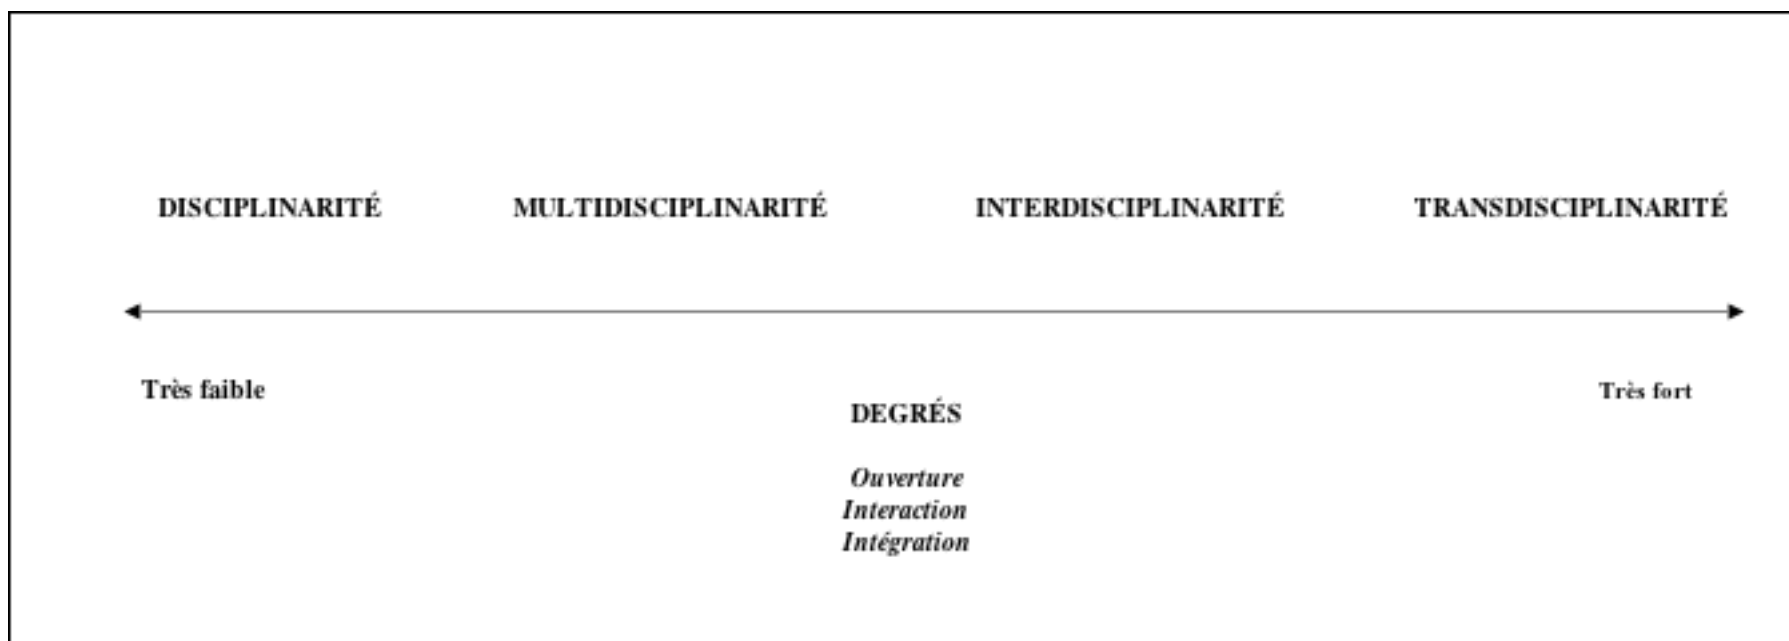 DISCIPLINARITÉ MULTIDISCIPLINARITÉ INTERDISCIPLINARITÉ TRANSDISCIPLINARITÉ
Très faible Très fort
DEGRÉS
Ouverture
Interaction
Intégration